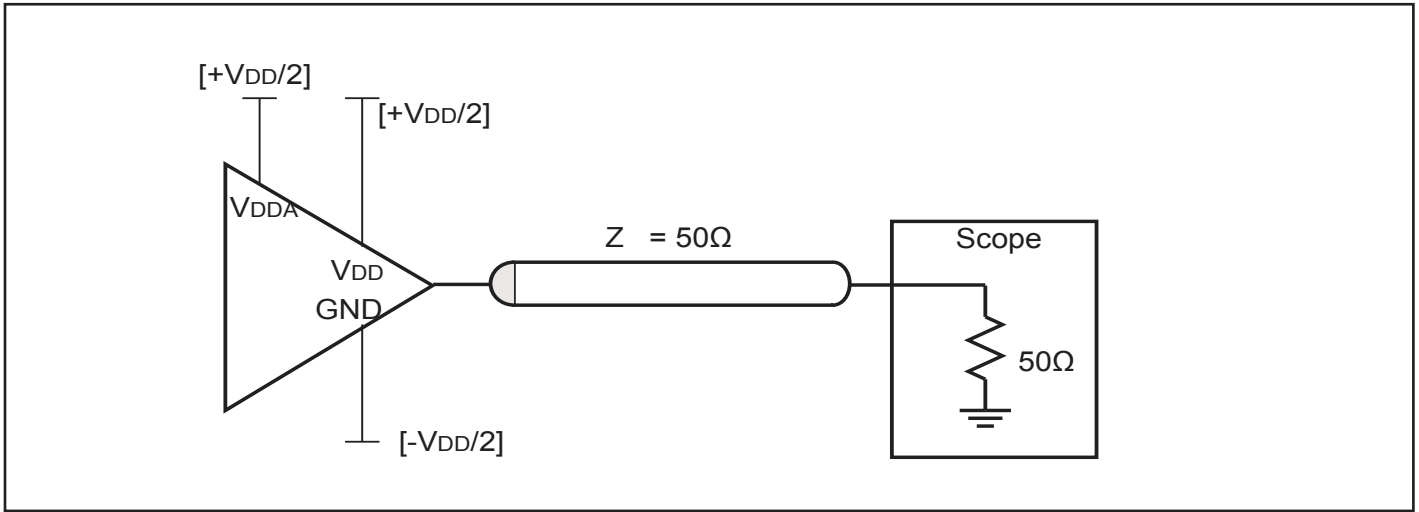 [+VDD/2]
[+VDD/2]
VDDA
VDD
GND
[-VDD/2]
Z = 50Ω
Scope
50Ω